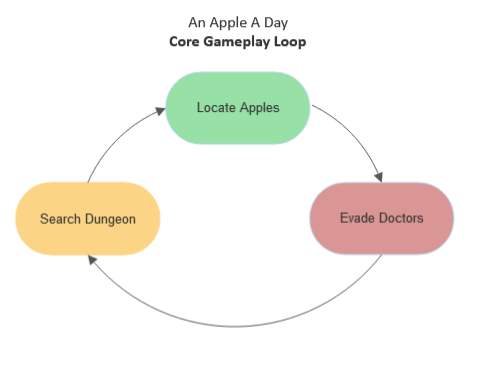 An Apple A Day
Core Gameplay Loop
Locate Apples
Search Dungeon
Evade Doctors